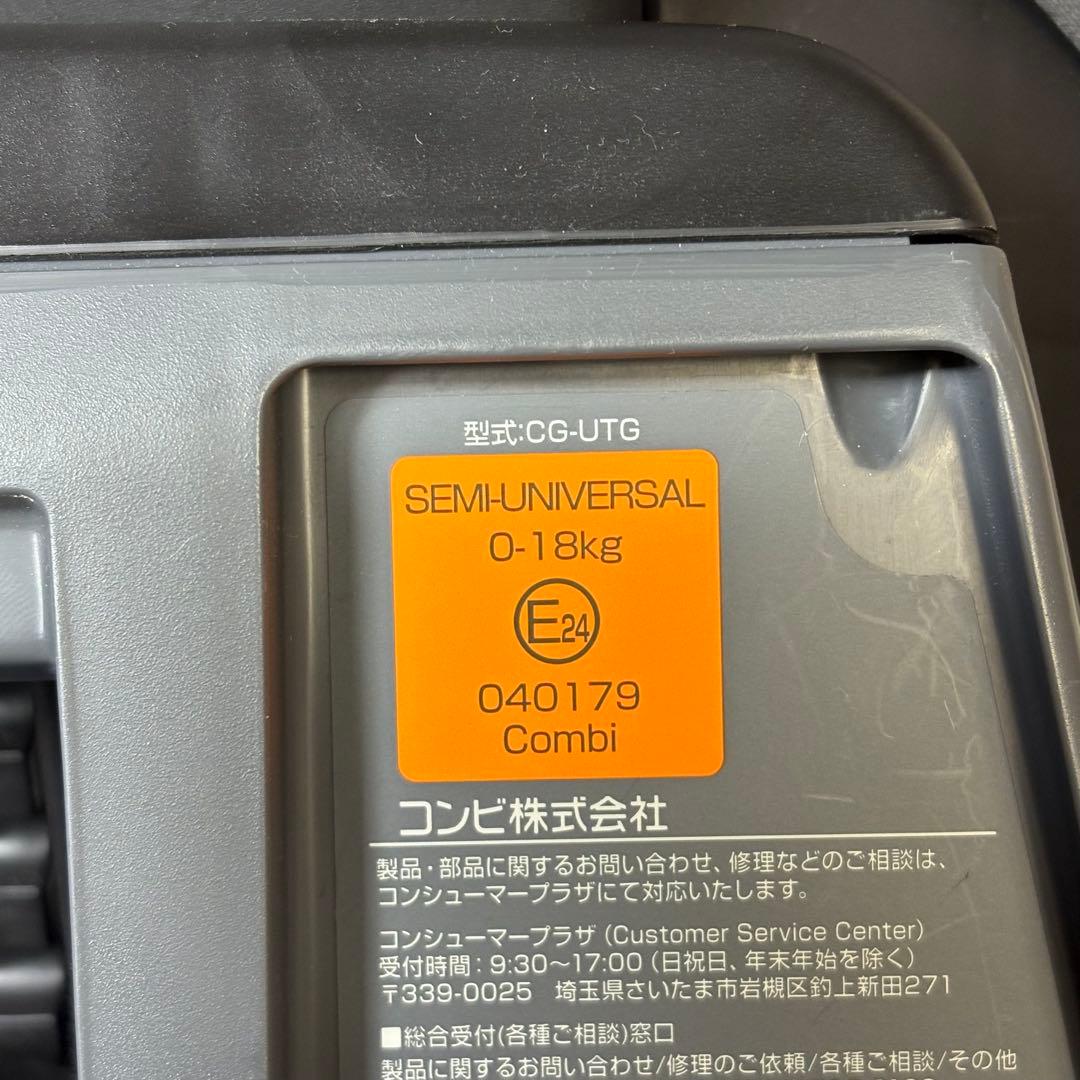 型式:CG-UTG
SEMI-UNIVERSAL
0-18kg
E24
040179
Combi
コンビ株式会社
製品・部品に関するお問い合わせ、修理などのご相談は、
コンシューマープラザにて対応いたします。
コンシューマープラザ (Customer Service Center)
受付時間:9:30~17:00 (日祝日、年末年始を除く)
〒339-0025 埼玉県さいたま市岩槻区釣上新田271
■総合受付(各種ご相談)窓口
製品に関するお問い合わせ/修理のご依頼/各種ご相談/その他